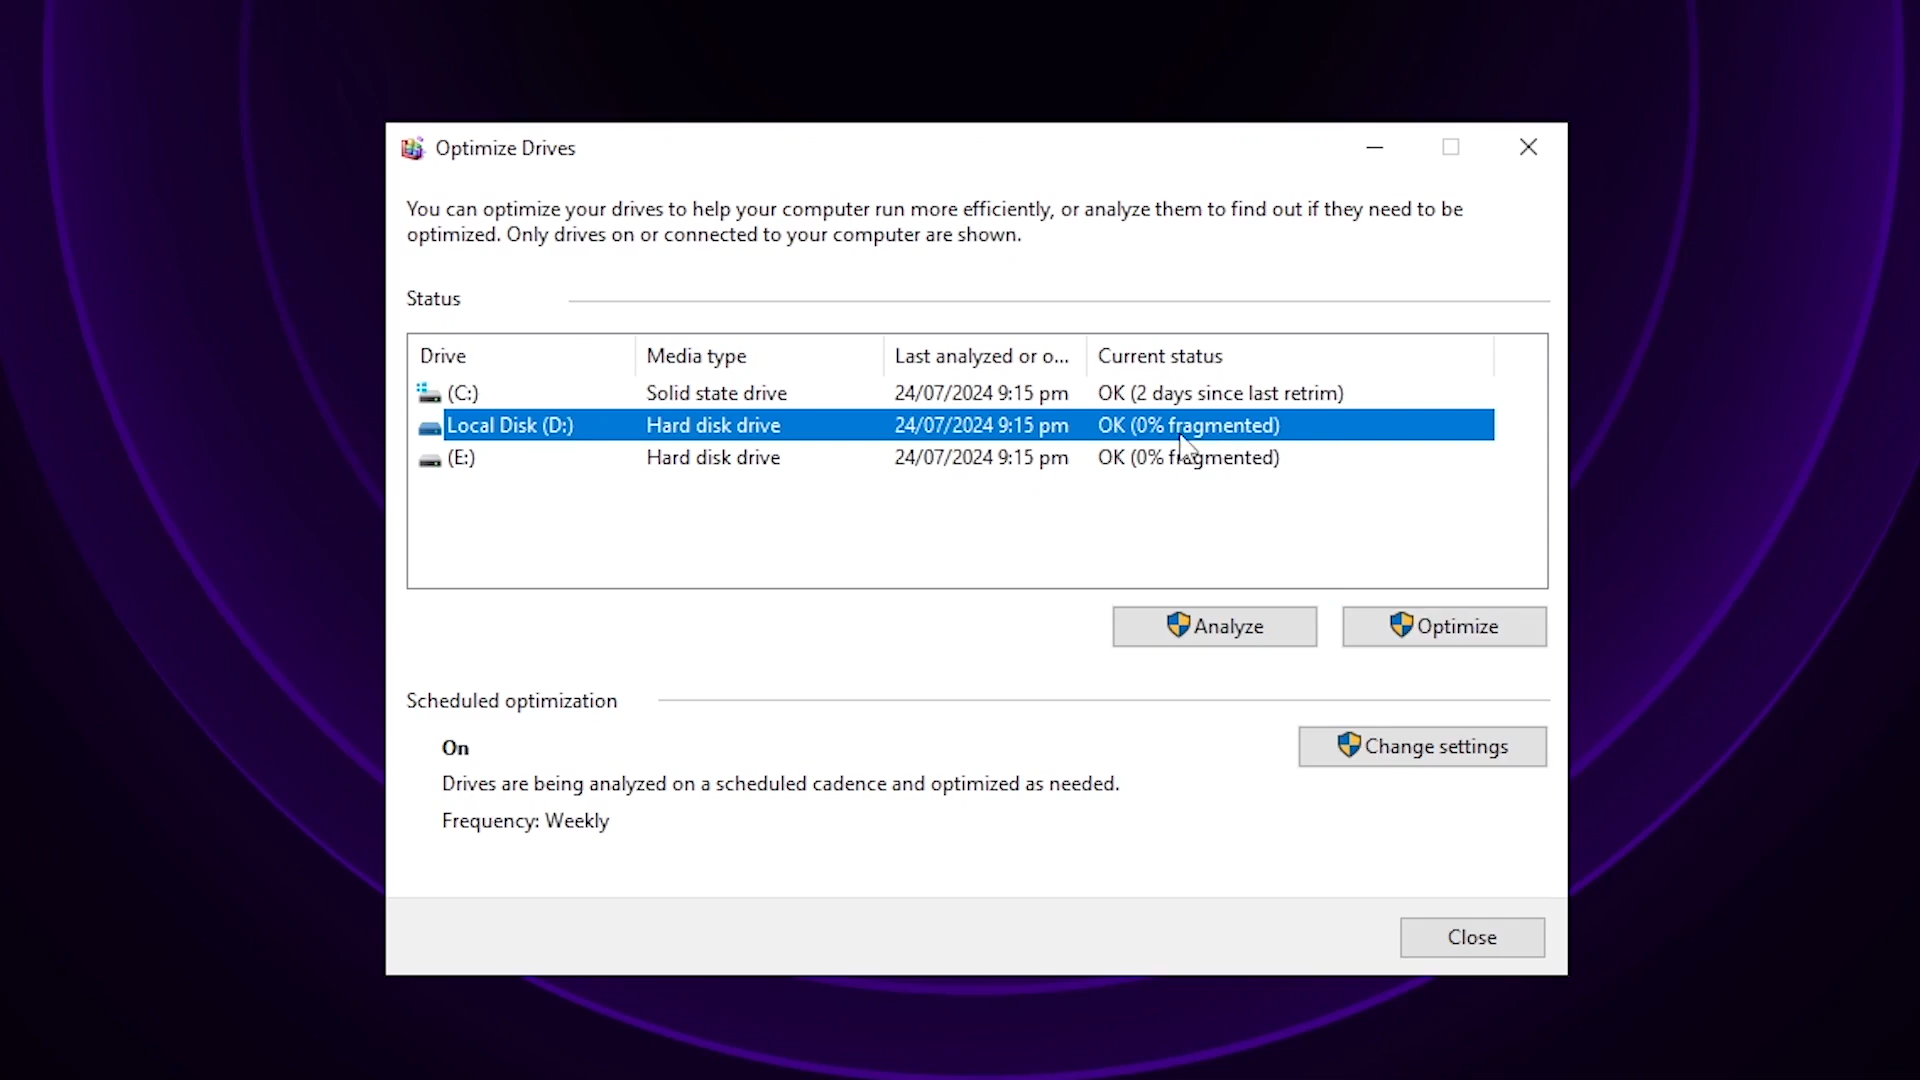 Optimize Drives
You can optimize your drives to help your computer run more efficiently, or analyze them to find out if they need to be
optimized. Only drives on or connected to your computer are shown.
Status
Drive Media type Last analyzed or o... Current status
(C:) Solid state drive 24/07/2024 9:15 pm OK (2 days since last retrim)
Local Disk (D:) Hard disk drive 24/07/2024 9:15 pm OK (0% fragmented)
(E:) Hard disk drive 24/07/2024 9:15 pm OK (0% fragmented)
Analyze Optimize
Scheduled optimization
On
Change settings
Drives are being analyzed on a scheduled cadence and optimized as needed.
Frequency: Weekly
Close